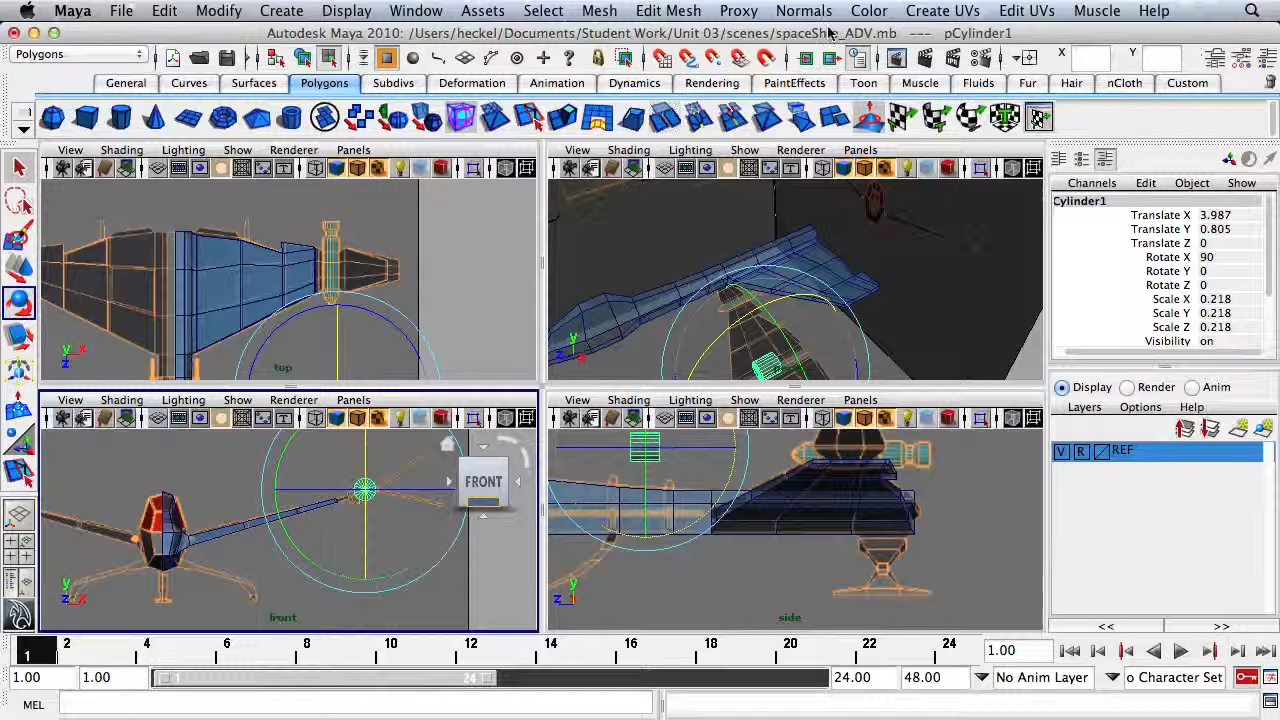 Maya File Edit Modify Create Display Window Assets Select Mesh Edit Mesh Proxy Normals Color Create UVs Edit UVs Muscle Help
Autodesk Maya 2010: /Users/heckel/Documents/Student Work/Unit 03/scenes/spaceShip_ADV.mb --- pCylinder1
Polygons X Y
General Curves Surfaces Polygons Subdivs Deformation Animation Dynamics Rendering PaintEffects Toon Muscle Fluids Fur Hair nCloth Custom
View Shading Lighting Show Renderer Panels
View Shading Lighting Show Renderer Panels
Channels Edit Object Show
Cylinder1
Translate X 3.987
Translate Y 0.805
Translate Z 0
Rotate X 90
Rotate Y 0
Rotate Z 0
Scale X 0.218
Scale Y 0.218
Scale Z 0.218
Visibility on
y x z top
y z x
Display Render Anim
Layers Options Help
V R REF
View Shading Lighting Show Renderer Panels
View Shading Lighting Show Renderer Panels
FRONT
y z x front
y z side
<< >>
1 2 4 6 8 10 12 14 16 18 20 22 24 1.00
1.00 1.00 1 24 24.00 48.00 No Anim Layer o Character Set
MEL